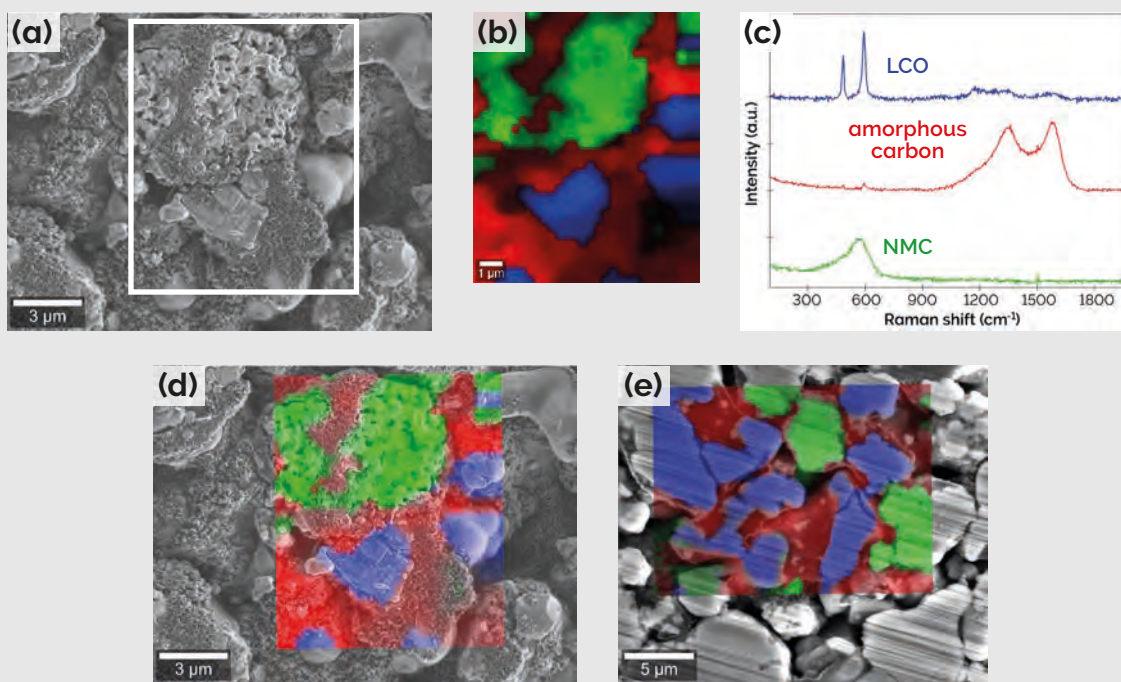 (a)
3 µm
(b)
1 µm
(c)
Intensity (a.u.)
LCO
amorphous
carbon
NMC
300 600 900 1200 1500 1800
Raman shift (cm⁻¹)
(d)
3 µm
(e)
5 µm